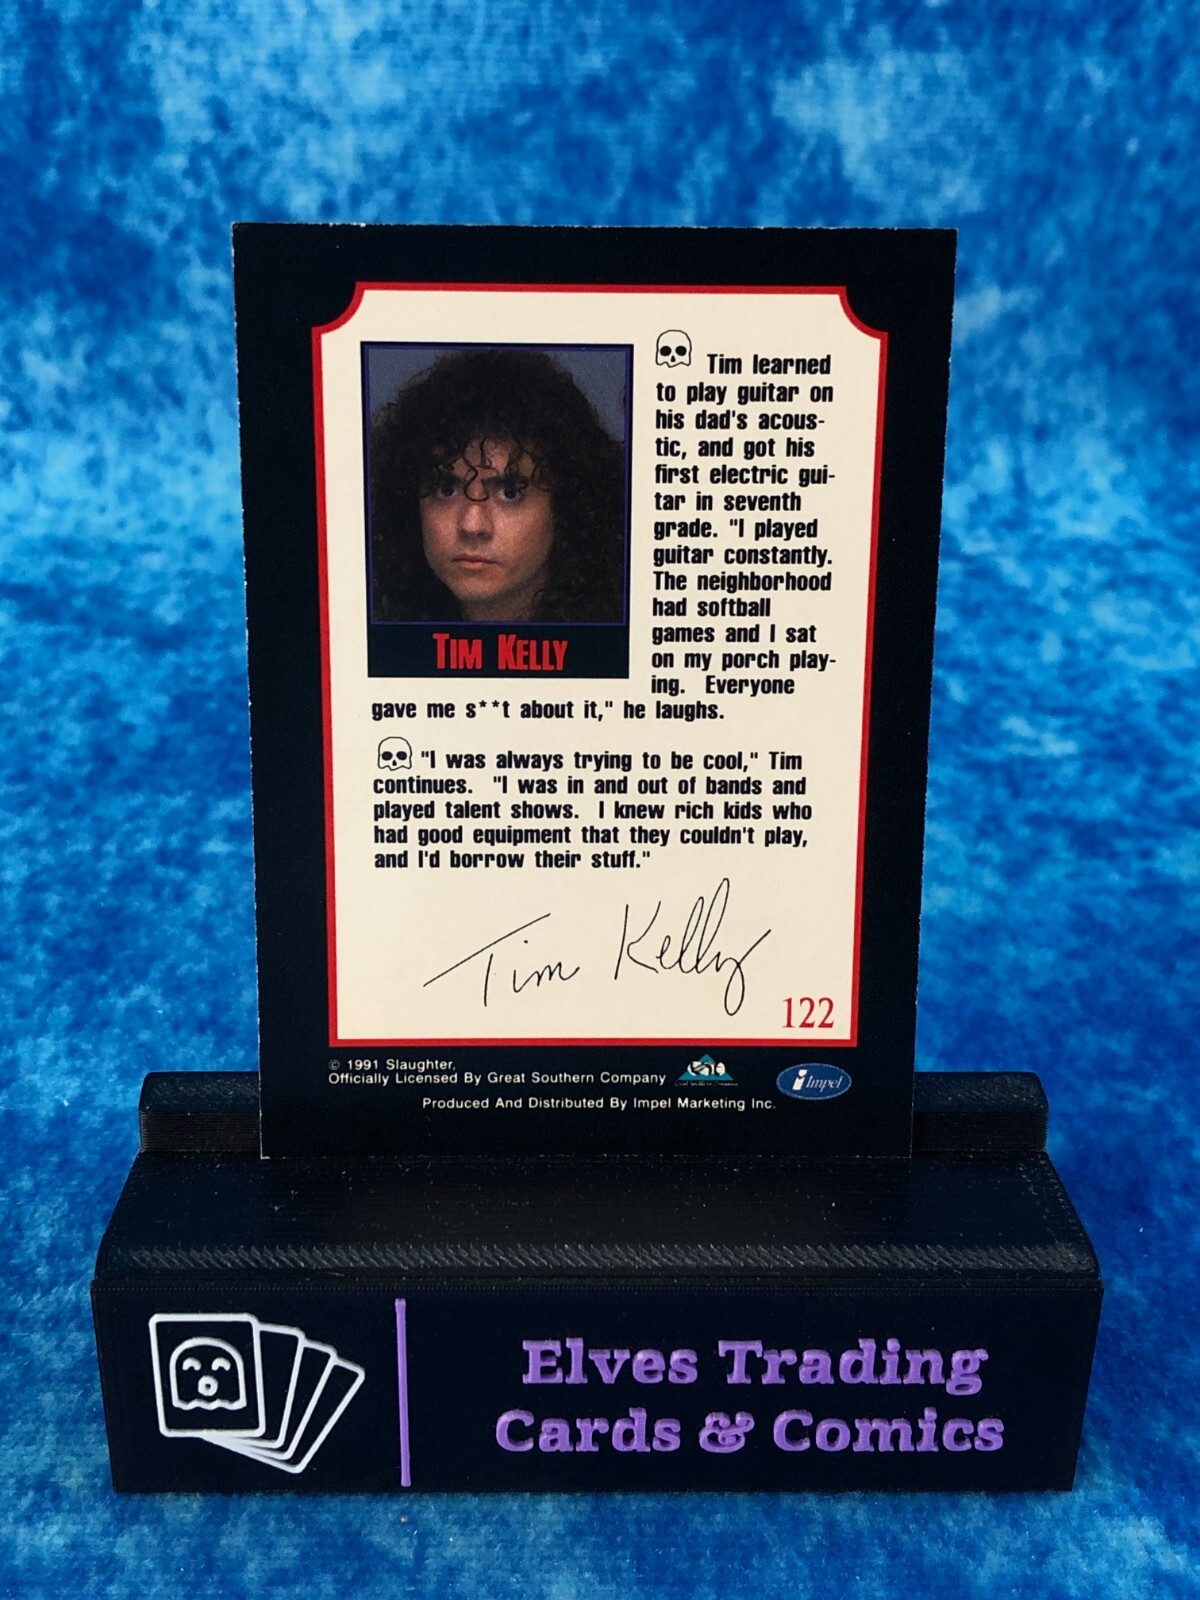 Tim learned
to play guitar on
his dad's acous-
tic, and got his
first electric gui-
tar in seventh
grade. "I played
guitar constantly.
The neighborhood
had softball
games and I sat
on my porch play-
ing. Everyone
gave me s**t about it," he laughs.
TIM KELLY
"I was always trying to be cool," Tim
continues. "I was in and out of bands and
played talent shows. I knew rich kids who
had good equipment that they couldn't play,
and I'd borrow their stuff."
Tim Kelly
122
© 1991 Slaughter,
Officially Licensed By Great Southern Company
Impel
Produced And Distributed By Impel Marketing Inc.
Elves Trading
Cards & Comics